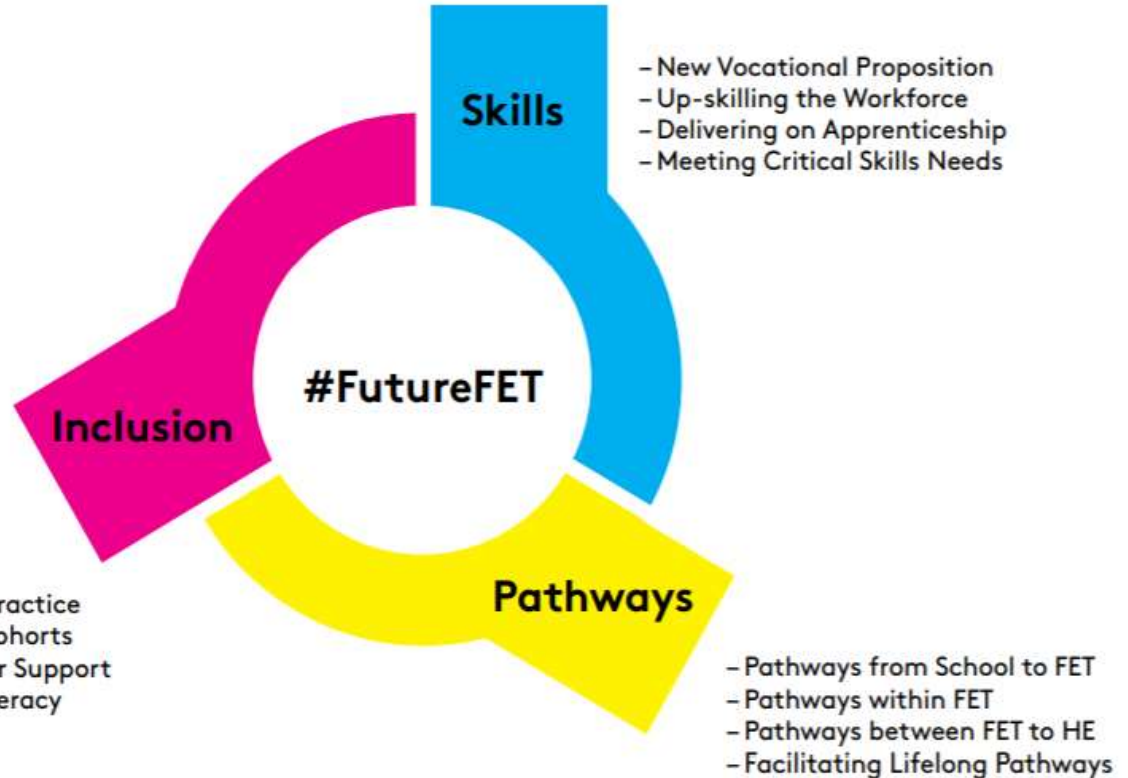 Skills
– New Vocational Proposition
– Up-skilling the Workforce
– Delivering on Apprenticeship
– Meeting Critical Skills Needs
#FutureFET
Inclusion
Pathways
ractice
ohorts
r Support
eracy
– Pathways from School to FET
– Pathways within FET
– Pathways between FET to HE
– Facilitating Lifelong Pathways